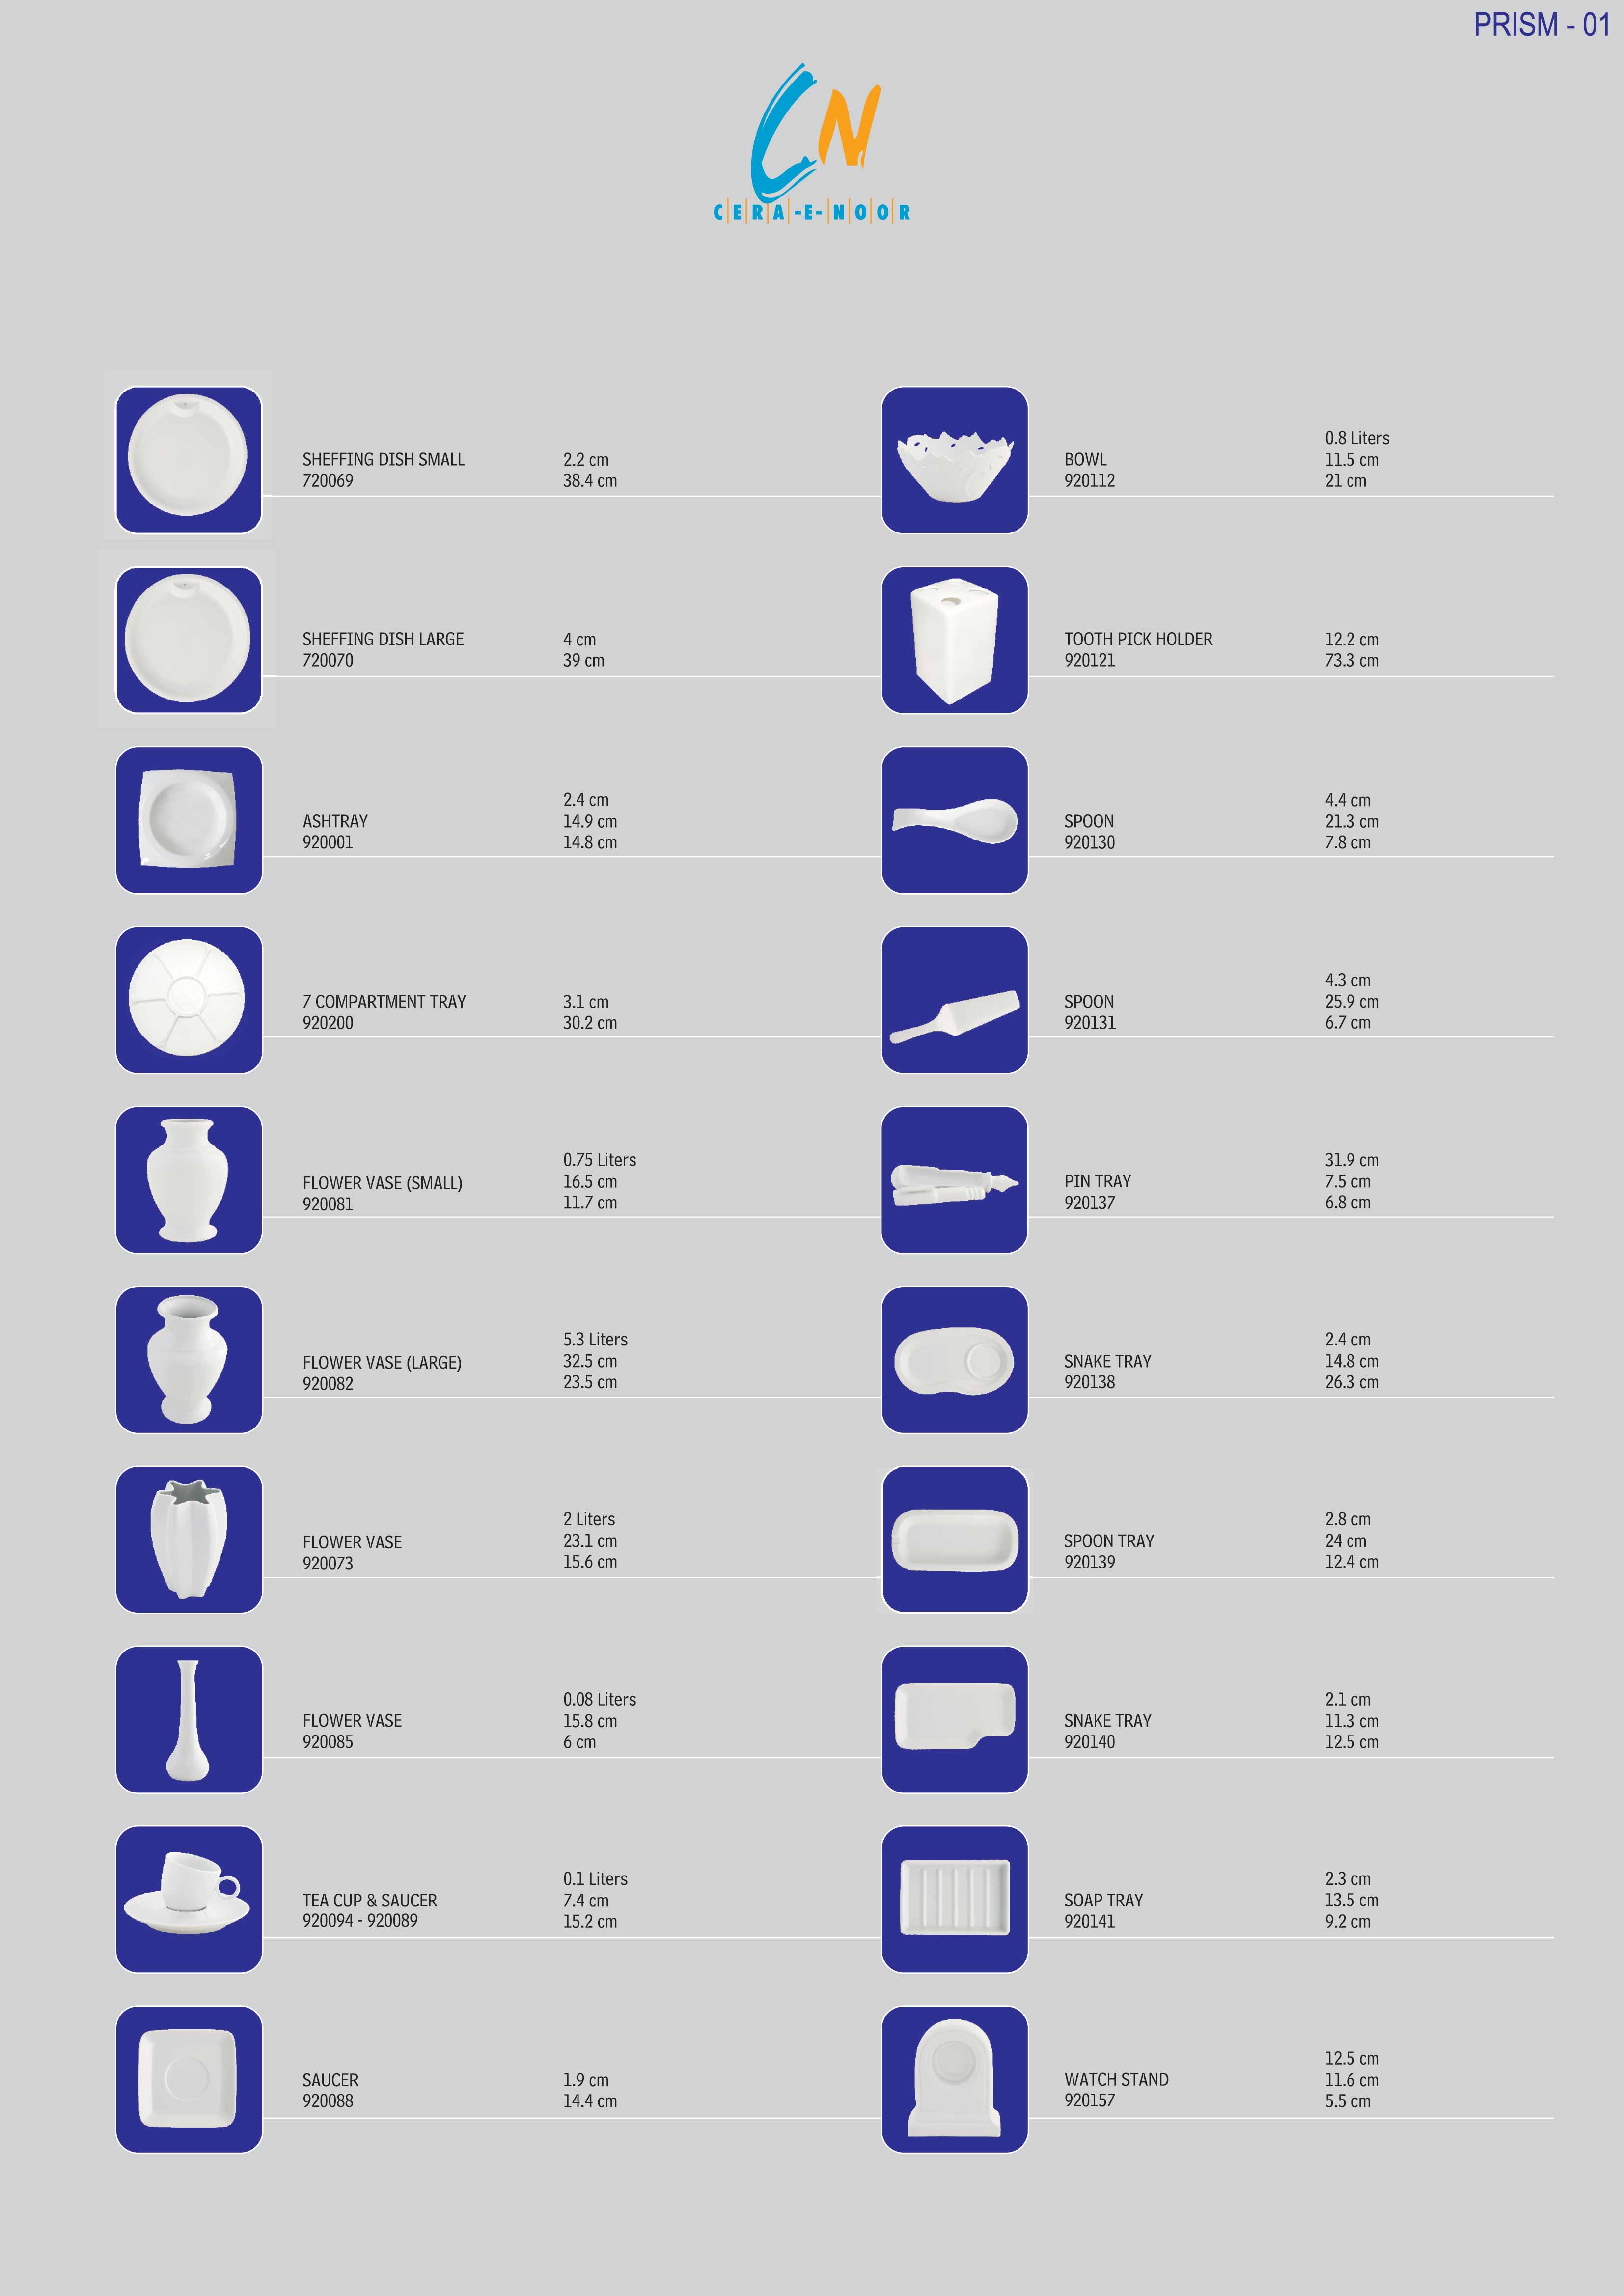 PRISM - 01
CN
CERA-E-NOOR
SHEFFING DISH SMALL
720069
2.2 cm
38.4 cm
SHEFFING DISH LARGE
720070
4 cm
39 cm
ASHTRAY
920001
2.4 cm
14.9 cm
14.8 cm
7 COMPARTMENT TRAY
920200
3.1 cm
30.2 cm
FLOWER VASE (SMALL)
920081
0.75 Liters
16.5 cm
11.7 cm
FLOWER VASE (LARGE)
920082
5.3 Liters
32.5 cm
23.5 cm
FLOWER VASE
920073
2 Liters
23.1 cm
15.6 cm
FLOWER VASE
920085
0.08 Liters
15.8 cm
6 cm
TEA CUP & SAUCER
920094 - 920089
0.1 Liters
7.4 cm
15.2 cm
SAUCER
920088
1.9 cm
14.4 cm
BOWL
920112
0.8 Liters
11.5 cm
21 cm
TOOTH PICK HOLDER
920121
12.2 cm
73.3 cm
SPOON
920130
4.4 cm
21.3 cm
7.8 cm
SPOON
920131
4.3 cm
25.9 cm
6.7 cm
PIN TRAY
920137
31.9 cm
7.5 cm
6.8 cm
SNAKE TRAY
920138
2.4 cm
14.8 cm
26.3 cm
SPOON TRAY
920139
2.8 cm
24 cm
12.4 cm
SNAKE TRAY
920140
2.1 cm
11.3 cm
12.5 cm
SOAP TRAY
920141
2.3 cm
13.5 cm
9.2 cm
WATCH STAND
920157
12.5 cm
11.6 cm
5.5 cm